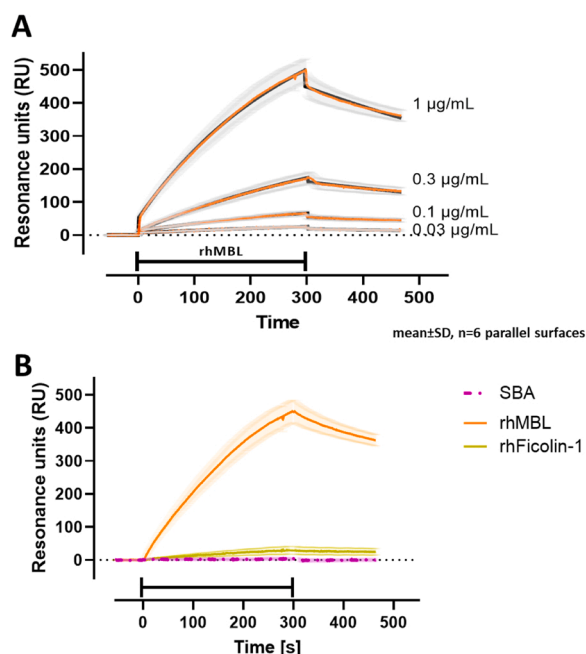 A
Resonance units (RU)
500
400
300
200
100
0
1 µg/mL
0.3 µg/mL
0.1 µg/mL
0.03 µg/mL
rhMBL
0 100 200 300 400 500
Time
mean±SD, n=6 parallel surfaces
B
Resonance units (RU)
500
400
300
200
100
0
SBA
rhMBL
rhFicolin-1
0 100 200 300 400 500
Time [s]